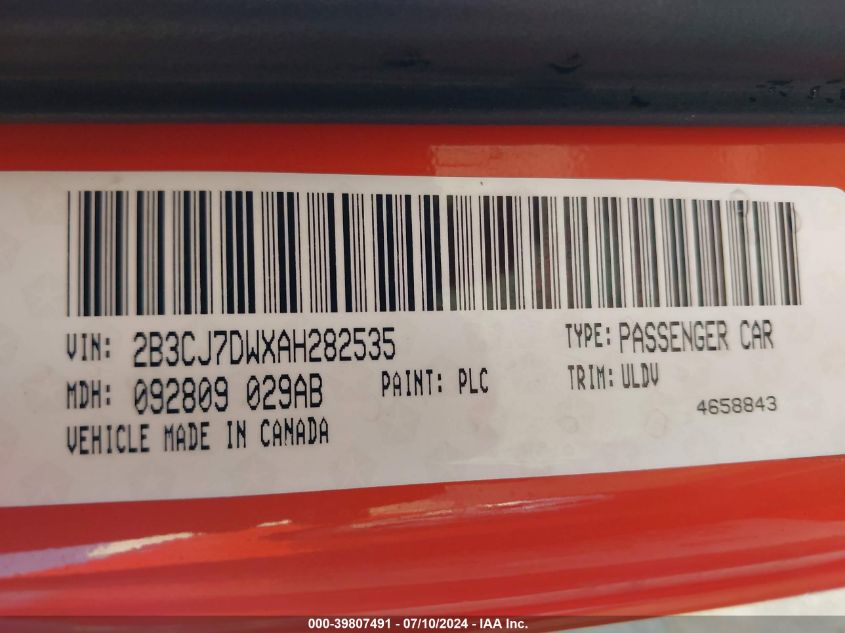 VIN: 2B3CJ7DWXAH282535 TYPE: PASSENGER CAR
MDH: 092809 029AB PAINT: PLC TRIM: ULDV
VEHICLE MADE IN CANADA 4658843
000-39807491 - 07/10/2024 - IAA Inc.